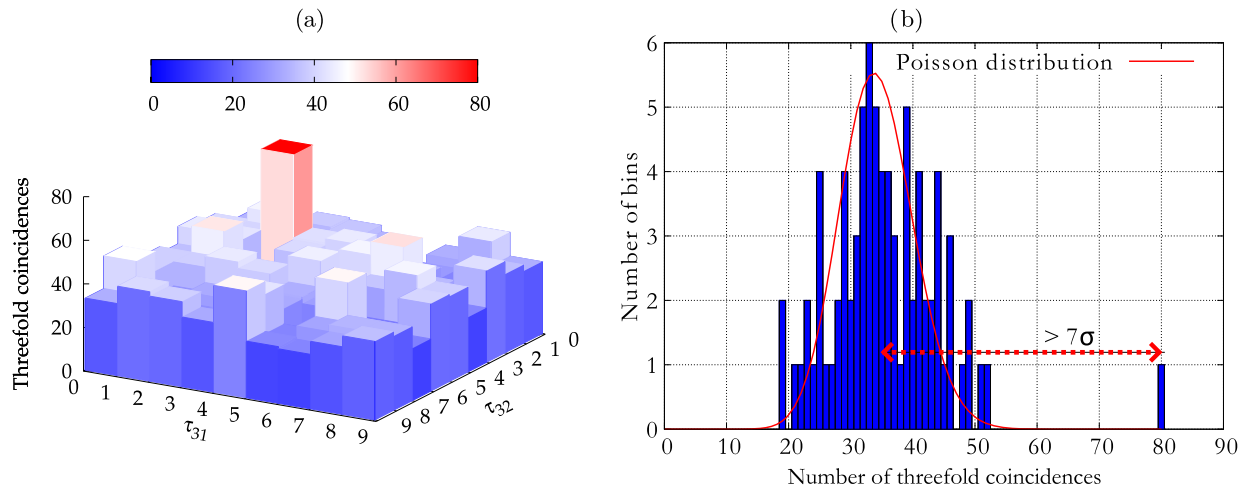 (a)
0 20 40 60 80
Threefold coincidences
80
60
40
20
0
0 1 2 3 4 5 6 7 8 9
τ31
9 8 7 6 5 4 3 2 1 0
τ32
(b)
Poisson distribution
> 7σ
Number of bins
6
5
4
3
2
1
0
0 10 20 30 40 50 60 70 80 90
Number of threefold coincidences